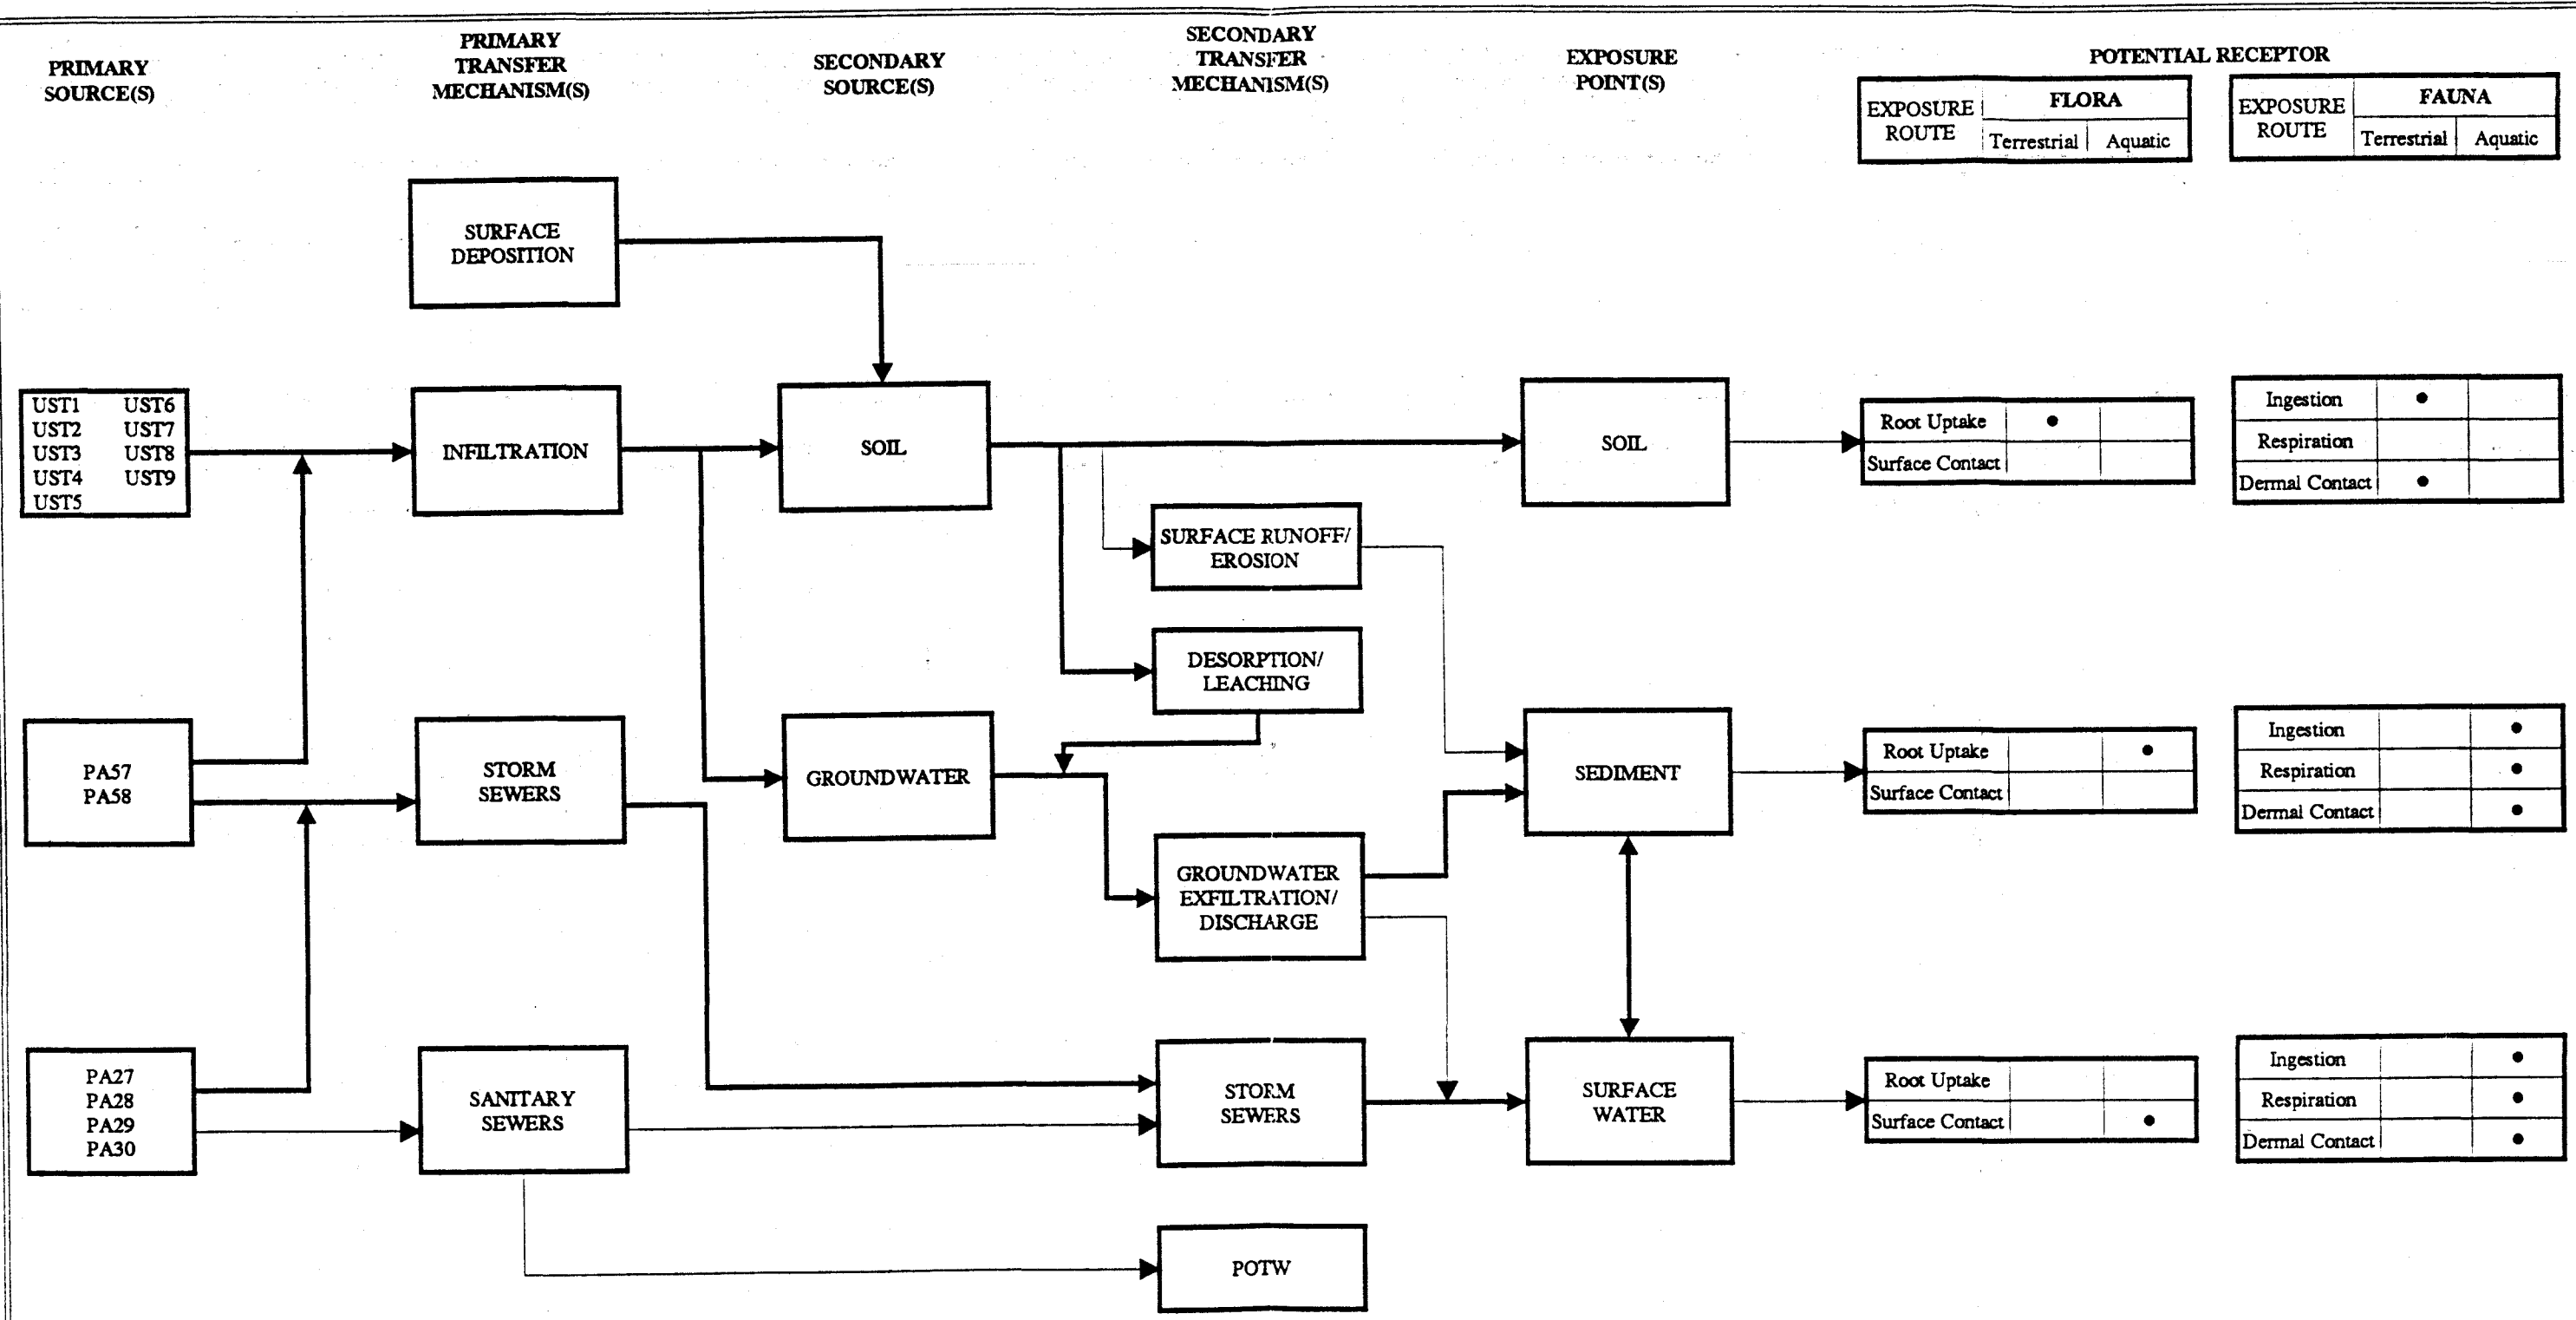 PRIMARY
SOURCE(S)
PRIMARY
TRANSFER
MECHANISM(S)
SECONDARY
SOURCE(S)
SECONDARY
TRANSFER
MECHANISM(S)
EXPOSURE
POINT(S)
POTENTIAL RECEPTOR
EXPOSURE
ROUTE
FLORA
Terrestrial Aquatic
EXPOSURE
ROUTE
FAUNA
Terrestrial Aquatic
SURFACE
DEPOSITION
UST1 UST6
UST2 UST7
UST3 UST8
UST4 UST9
UST5
INFILTRATION
SOIL
SOIL
Root Uptake •
Surface Contact
Ingestion •
Respiration
Dermal Contact •
SURFACE RUNOFF/
EROSION
DESORPTION/
LEACHING
PA57
PA58
STORM
SEWERS
GROUNDWATER
SEDIMENT
Root Uptake •
Surface Contact
Ingestion •
Respiration •
Dermal Contact •
GROUNDWATER
EXFILTRATION/
DISCHARGE
PA27
PA28
PA29
PA30
SANITARY
SEWERS
STORM
SEWERS
SURFACE
WATER
Root Uptake
Surface Contact •
Ingestion •
Respiration •
Dermal Contact •
POTW